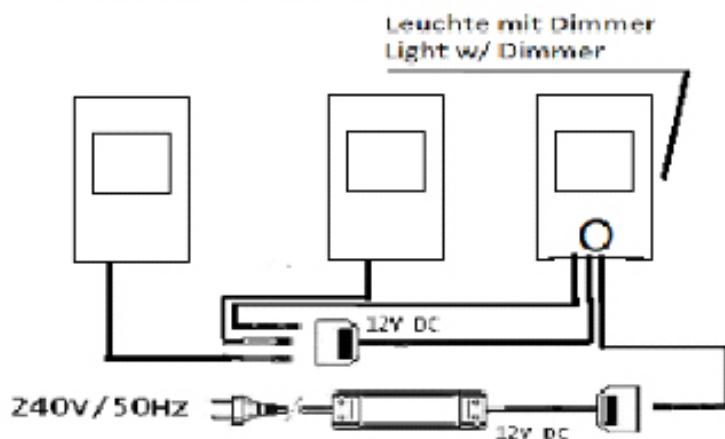 Leuchte mit Dimmer
Light w/ Dimmer
12V DC
240V/50Hz
12V DC